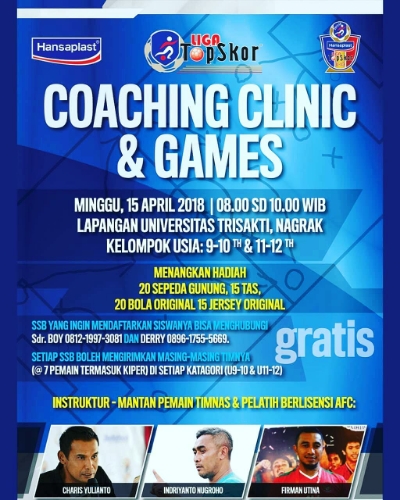 Hansaplast
LIGA
TopSkor
COACHING CLINIC
& GAMES
MINGGU, 15 APRIL 2018 | 08.00 SD 10.00 WIB
LAPANGAN UNIVERSITAS TRISAKTI, NAGRAK
KELOMPOK USIA: 9-10 TH & 11-12 TH
MENANGKAN HADIAH
20 SEPEDA GUNUNG, 15 TAS,
20 BOLA ORIGINAL 15 JERSEY ORIGINAL
SSB YANG INGIN MENDAFTARKAN SISWANYA BISA MENGHUBUNGI
Sdr. BOY 0812-1997-3081 DAN DERRY 0896-1755-5669.
gratis
SETIAP SSB BOLEH MENGIRIMKAN MASING-MASING TIMNYA
(@ 7 PEMAIN TERMASUK KIPER) DI SETIAP KATAGORI (U9-10 & U11-12)
INSTRUKTUR - MANTAN PEMAIN TIMNAS & PELATIH BERLISENSI AFC:
CHARIS YULIANTO
INDRIYANTO NUGROHO
FIRMAN UTINA